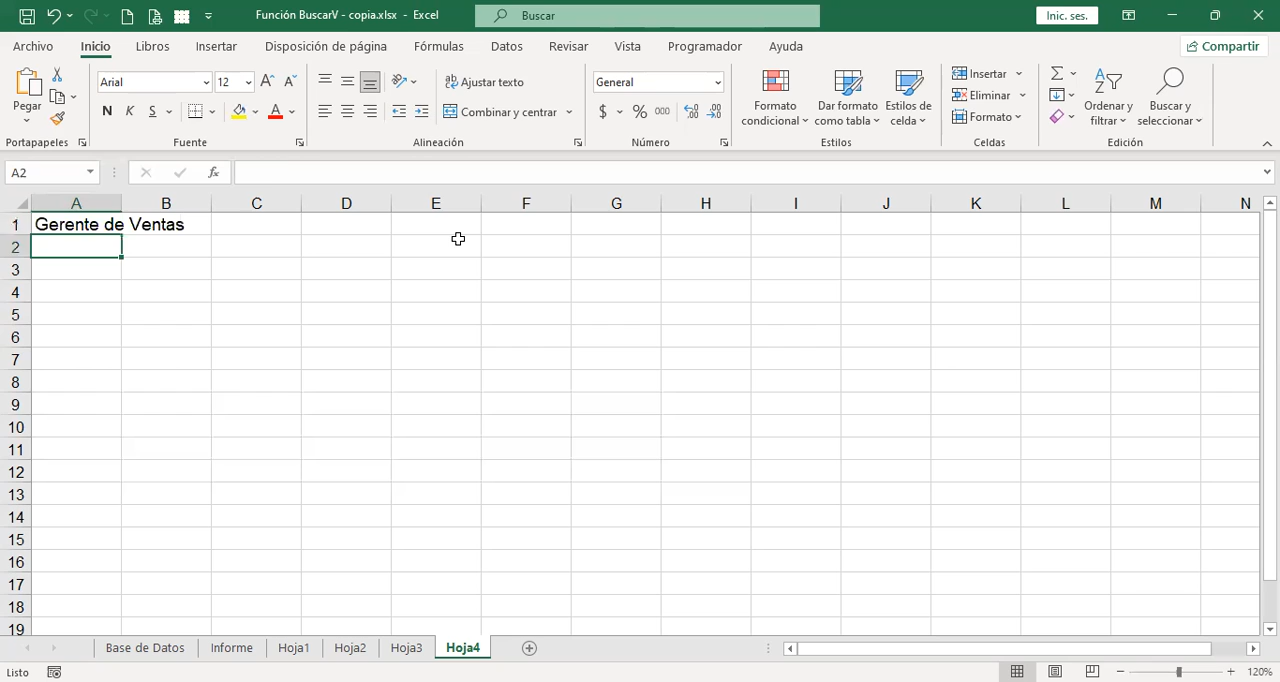 Función BuscarV - copia.xlsx - Excel
Buscar
Inic. ses.
Archivo Inicio Libros Insertar Disposición de página Fórmulas Datos Revisar Vista Programador Ayuda
Compartir
Pegar
Portapapeles
Arial 12
N K S
Fuente
Ajustar texto
Combinar y centrar
Alineación
General
$ % 000
Número
Formato condicional
Dar formato como tabla
Estilos de celda
Estilos
Insertar
Eliminar
Formato
Celdas
Ordenar y filtrar
Buscar y seleccionar
Edición
A2
fx
A B C D E F G H I J K L M N
1 Gerente de Ventas
2
3
4
5
6
7
8
9
10
11
12
13
14
15
16
17
18
19
Base de Datos Informe Hoja1 Hoja2 Hoja3 Hoja4
Listo
120%